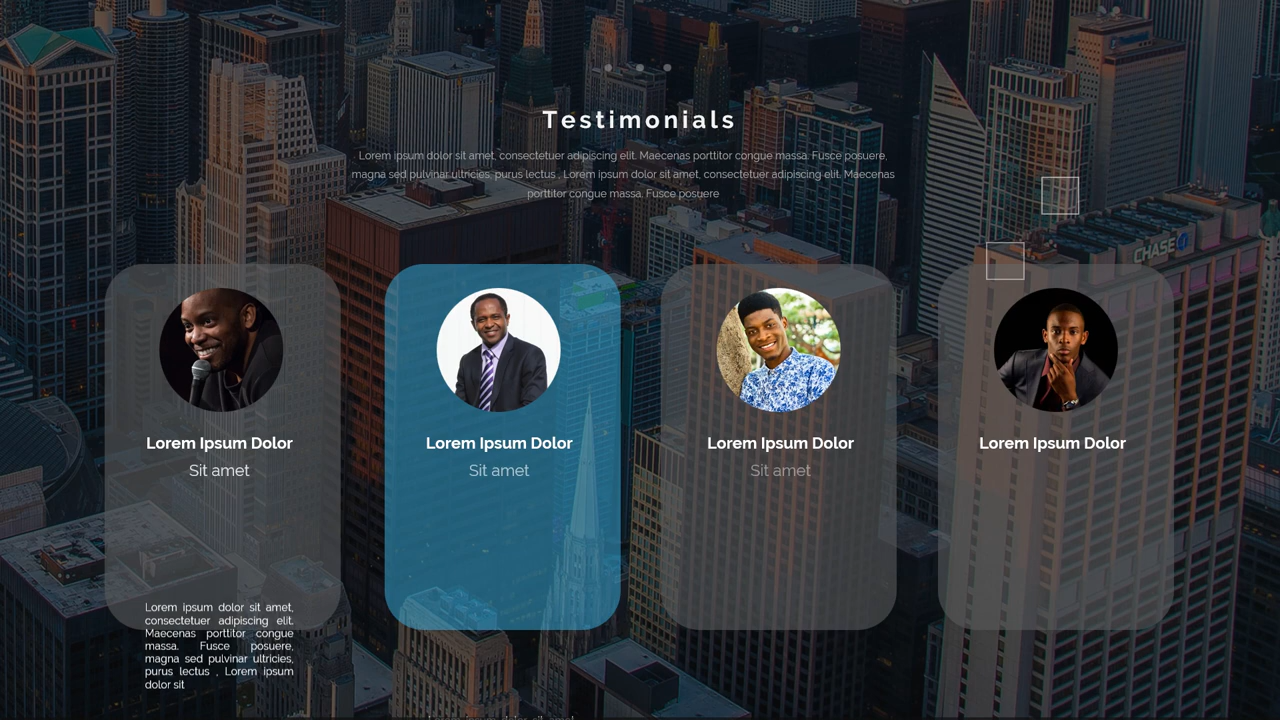 Testimonials
Lorem ipsum dolor sit amet, consectetuer adipiscing elit. Maecenas porttitor congue massa. Fusce posuere,
magna sed pulvinar ultricies, purus lectus , Lorem ipsum dolor sit amet, consectetuer adipiscing elit. Maecenas
porttitor congue massa. Fusce posuere
CHASE
Lorem Ipsum Dolor
Sit amet
Lorem ipsum dolor sit amet,
consectetuer adipiscing elit.
Maecenas porttitor congue
massa. Fusce posuere,
magna sed pulvinar ultricies,
purus lectus , Lorem ipsum
dolor sit
Lorem Ipsum Dolor
Sit amet
Lorem Ipsum Dolor
Sit amet
Lorem Ipsum Dolor